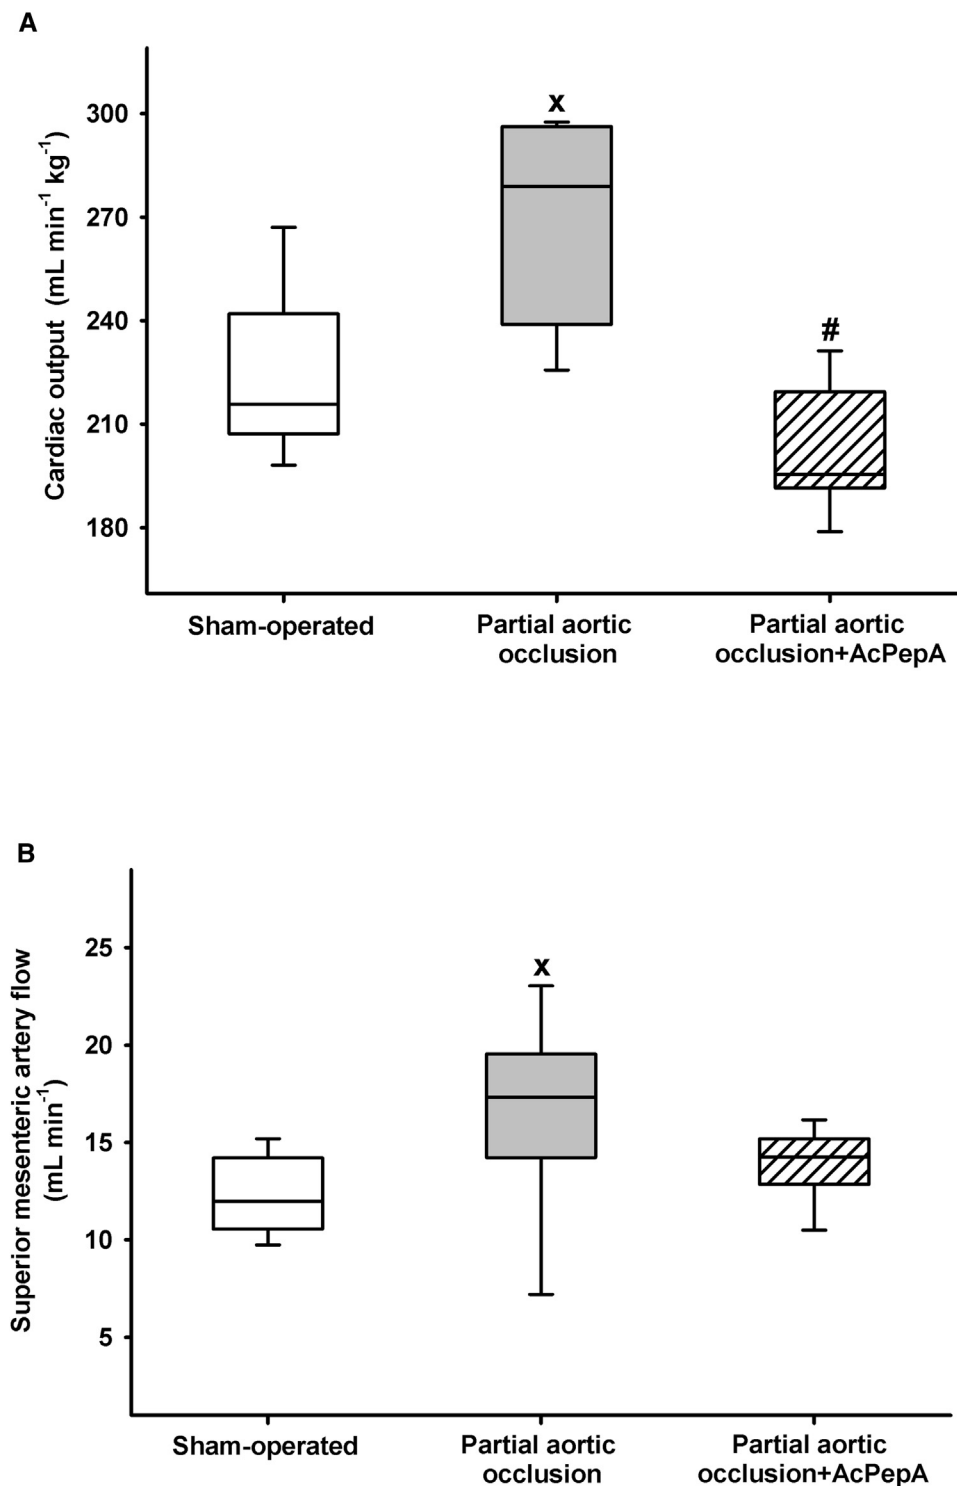 A
Cardiac output (mL min⁻¹ kg⁻¹)
300
270
240
210
180
x
#
Sham-operated
Partial aortic
occlusion
Partial aortic
occlusion+AcPepA
B
Superior mesenteric artery flow
(mL min⁻¹)
25
20
15
10
5
x
Sham-operated
Partial aortic
occlusion
Partial aortic
occlusion+AcPepA